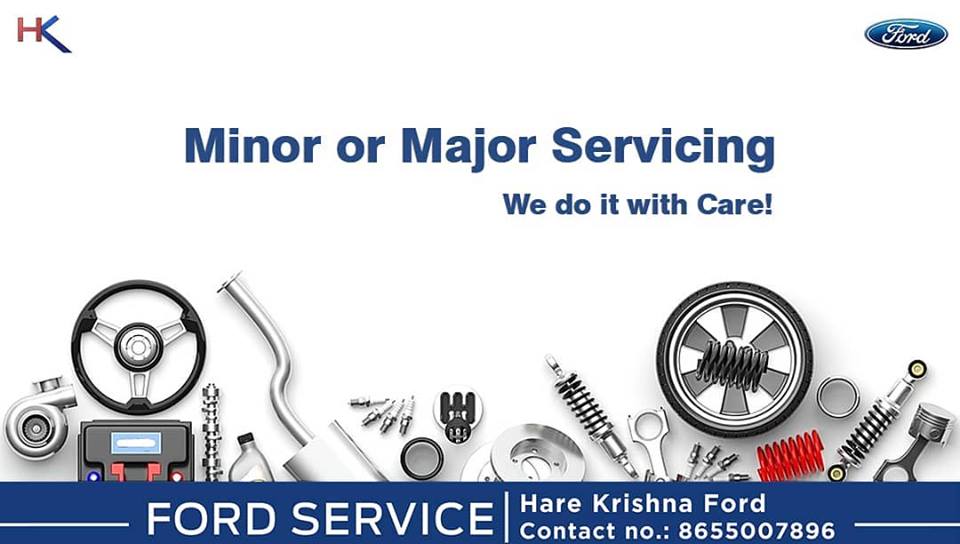 HK
Ford
Minor or Major Servicing
We do it with Care!
FORD SERVICE
Hare Krishna Ford
Contact no.: 8655007896